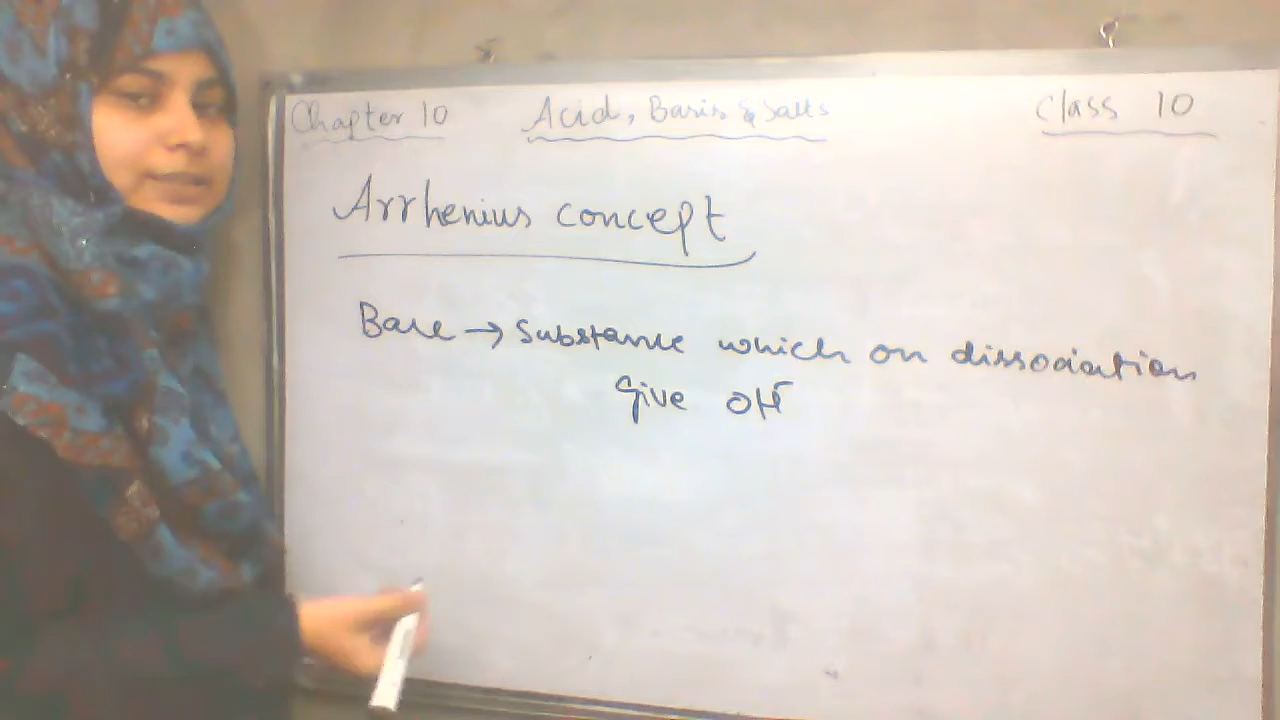 Chapter 10 Acid, Basis & Salts Class 10
Arrhenius concept
Base → Substance which on dissociation
Give OH⁻